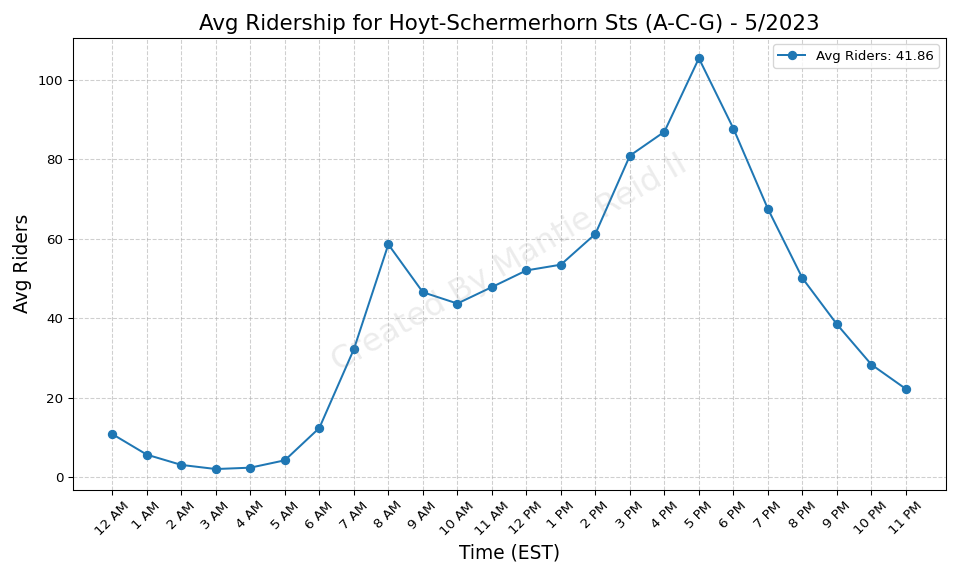 Avg Ridership for Hoyt-Schermerhorn Sts (A-C-G) - 5/2023
Avg Riders: 41.86
100
80
60
40
20
0
Avg Riders
Created By Mantle Reid II
12 AM
1 AM
2 AM
3 AM
4 AM
5 AM
6 AM
7 AM
8 AM
9 AM
10 AM
11 AM
12 PM
1 PM
2 PM
3 PM
4 PM
5 PM
6 PM
7 PM
8 PM
9 PM
10 PM
11 PM
Time (EST)